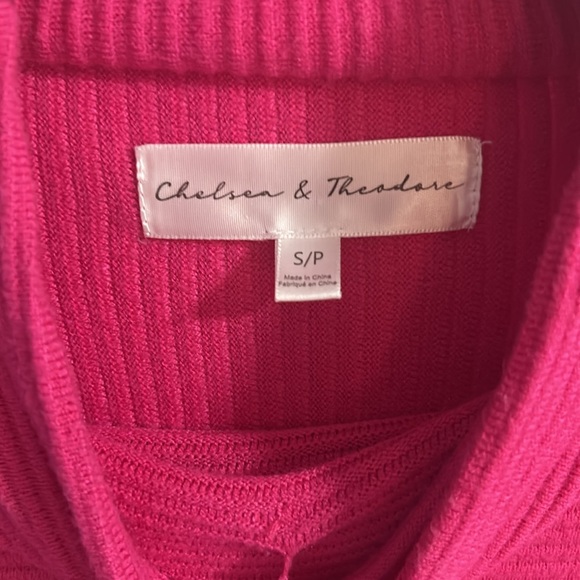 Chelsea & Theodore
S/P
Made in China
Fabriqué en Chine